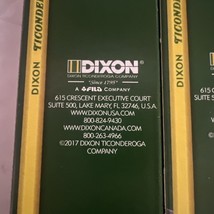 DIXON
DIXON TICONDEROGA COMPANY
"Since 1795"
A FILA COMPANY
615 CRESCENT EXECUTIVE COURT
SUITE 500, LAKE MARY, FL 32746, U.S.A.
WWW.DIXONUSA.COM
800-824-9430
WWW.DIXONCANADA.COM
800-263-4966
©2017 DIXON TICONDEROGA
COMPANY
DIXON TICONDE
DIXON